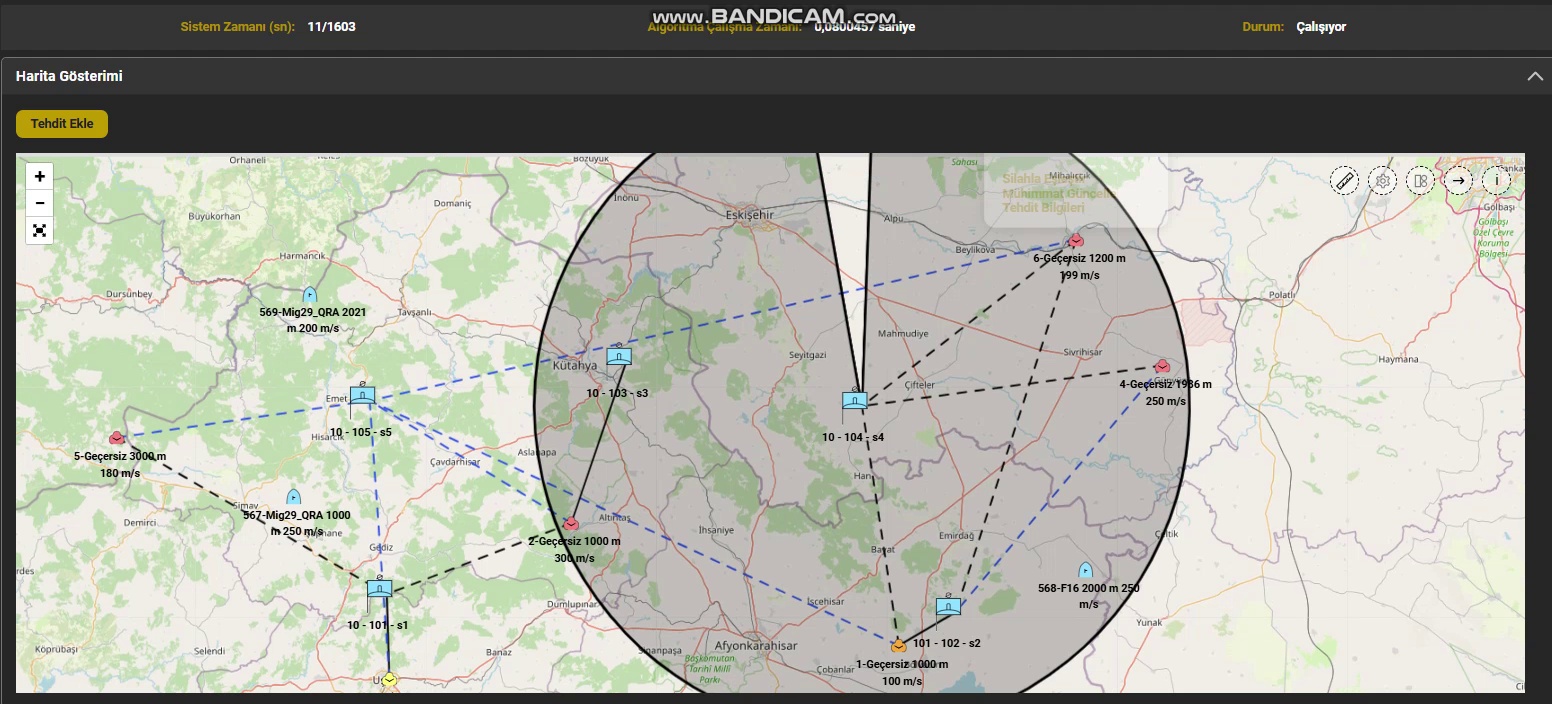 www.BANDICAM.com
Sistem Zamanı (sn): 11/1603
Algoritma Çalışma Zamanı: 0,0800457 saniye
Durum: Çalışıyor
Harita Gösterimi
Tehdit Ekle
+
−
Orhaneli
Bozüyük
Sahası
Mihalıççık
Silahla
Mühimmat Güncelle
Tehdit Bilgileri
i
Domaniç
İnönü
Büyükorhan
Eskişehir
Alpu
Gölbaşı
Gölbaşı
Özel Çevre
Koruma
Bölgesi
Beylikova
Harmancık
6-Geçersiz 1200 m
199 m/s
Dursunbey
Polatlı
569-Mig29_QRA 2021
m 200 m/s
Tavşanlı
Mahmudiye
Seyitgazi
Sivrihisar
Haymana
Kütahya
10 - 103 - s3
Çifteler
4-Geçersiz 1986 m
250 m/s
Emet
10 - 105 - s5
10 - 104 - s4
Hisarcık
5-Geçersiz 3000 m
180 m/s
Çavdarhisar
Aslanapa
Han
Simav
567-Mig29_QRA 1000
m 250 m/s
Demirci
Altıntaş
İhsaniye
2-Geçersiz 1000 m
300 m/s
Gediz
Bayat
Emirdağ
Çeltik
568-F16 2000 m 250
m/s
Dumlupınar
İscehisar
10 - 101 - s1
Yunak
Köprübaşı
Selendi
Banaz
Sinanpaşa
Afyonkarahisar
101 - 102 - s2
Başkomutan
Tarihî Millî
Parkı
Çobanlar
1-Geçersiz 1000 m
100 m/s